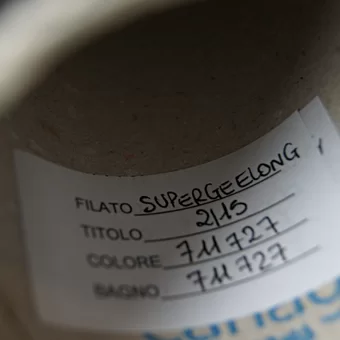 FILATO SUPERGEELONG
TITOLO 2/15
COLORE 711727
BAGNO 711727